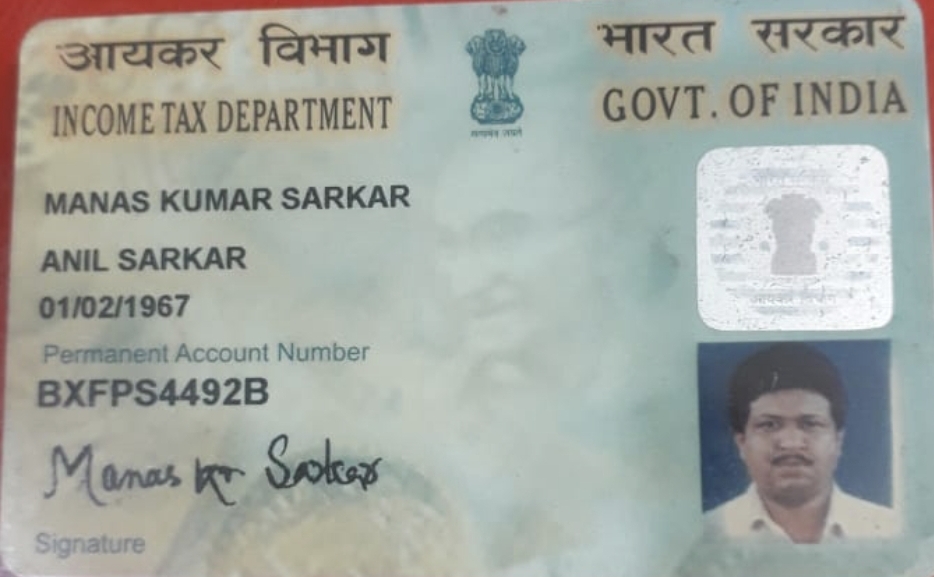 आयकर विभाग
भारत सरकार
INCOME TAX DEPARTMENT
GOVT. OF INDIA
सत्यमेव जयते
MANAS KUMAR SARKAR
ANIL SARKAR
01/02/1967
Permanent Account Number
BXFPS4492B
Manas kr Sarkar
Signature